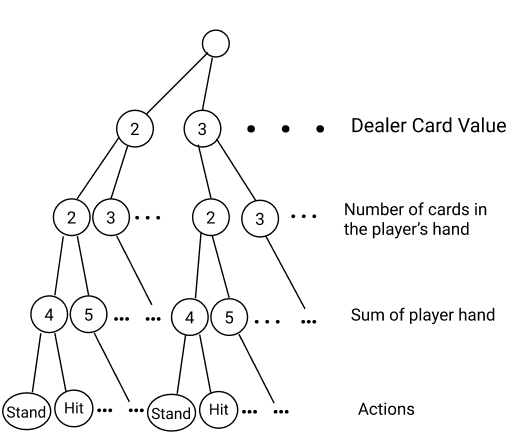 2 3 Dealer Card Value
2 3 ... 2 3 ... Number of cards in
the player's hand
4 5 ... ... 4 5 ... ... Sum of player hand
Stand Hit ... ... Stand Hit ... ... Actions